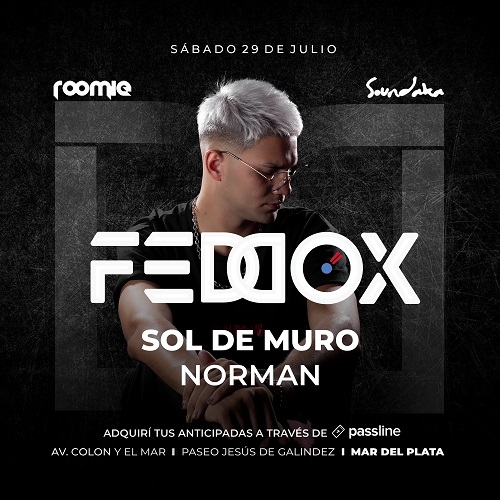 SÁBADO 29 DE JULIO
roomie
Soundaka
FEDDOX
SOL DE MURO
NORMAN
ADQUIRÍ TUS ANTICIPADAS A TRAVÉS DE passline
AV. COLON Y EL MAR I PASEO JESÚS DE GALINDEZ I MAR DEL PLATA